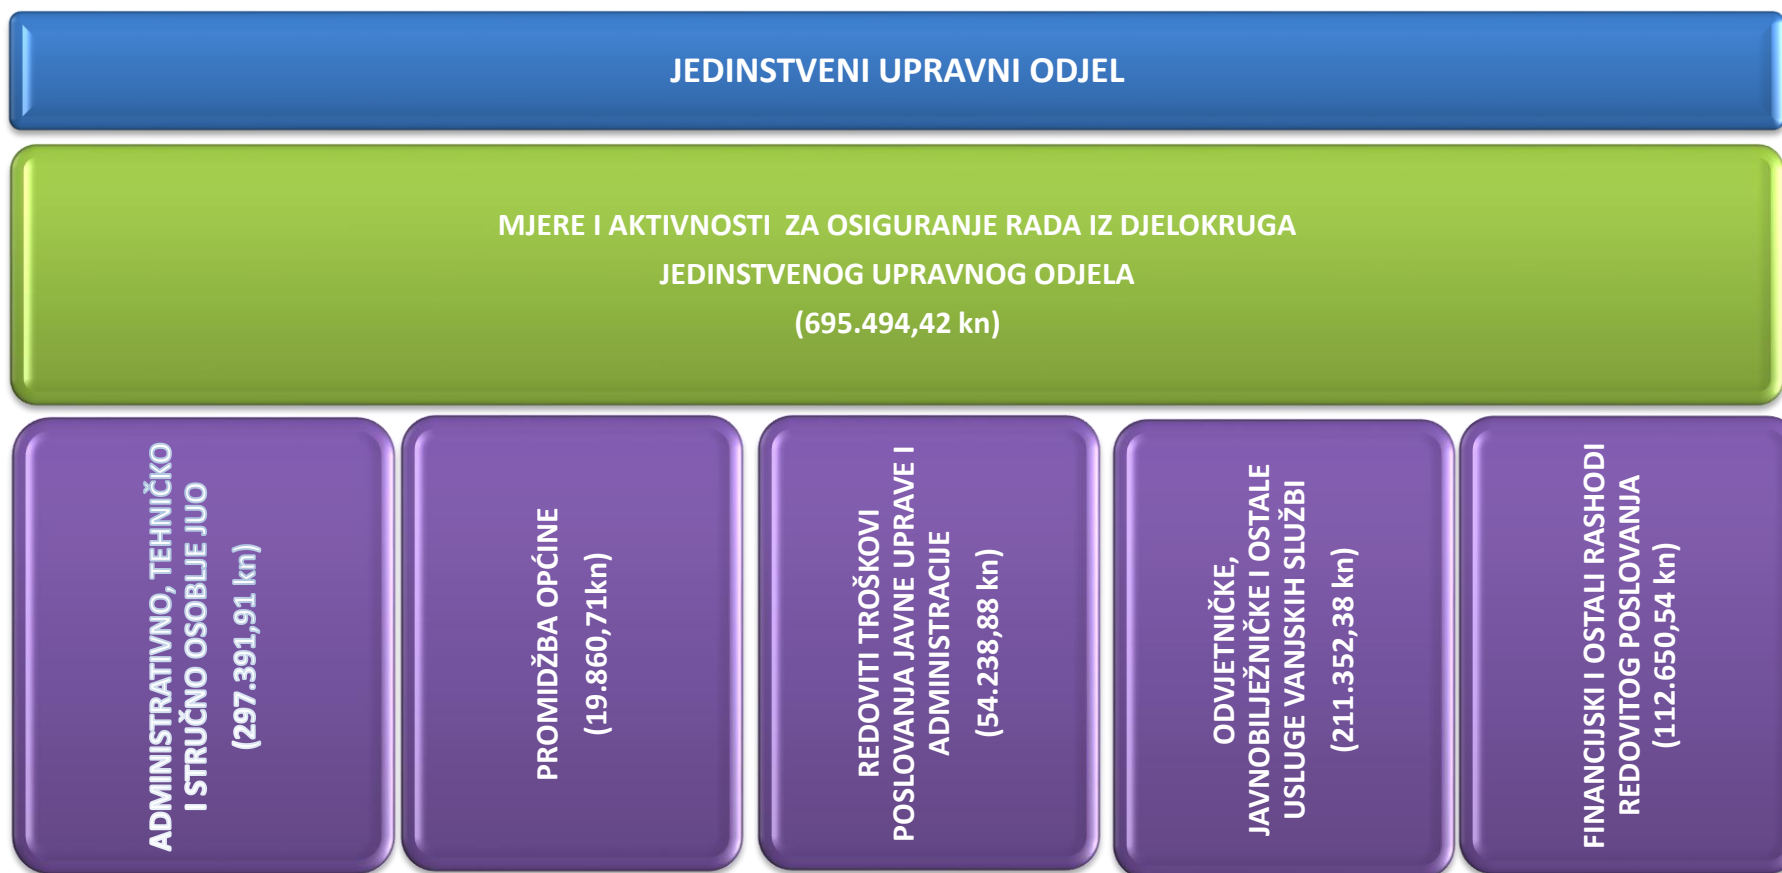 JEDINSTVENI UPRAVNI ODJEL
MJERE I AKTIVNOSTI ZA OSIGURANJE RADA IZ DJELOKRUGA
JEDINSTVENOG UPRAVNOG ODJELA
(695.494,42 kn)
ADMINISTRATIVNO, TEHNIČKO
I STRUČNO OSOBLJE JUO
(297.391,91 kn)
PROMIDŽBA OPĆINE
(19.860,71kn)
REDOVITI TROŠKOVI
POSLOVANJA JAVNE UPRAVE I
ADMINISTRACIJE
(54.238,88 kn)
ODVJETNIČKE,
JAVNOBILJEŽNIČKE I OSTALE
USLUGE VANJSKIH SLUŽBI
(211.352,38 kn)
FINANCIJSKI I OSTALI RASHODI
REDOVITOG POSLOVANJA
(112.650,54 kn)